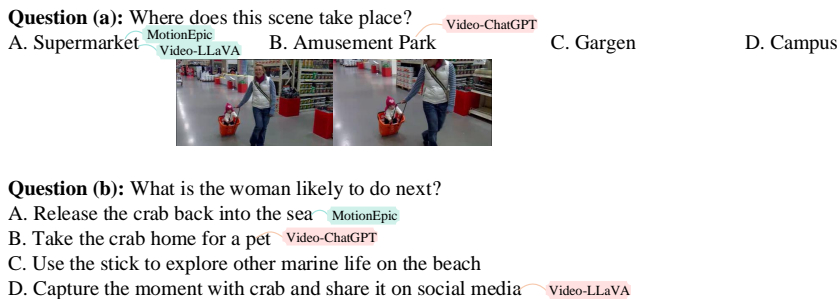 Question (a): Where does this scene take place?
Video-ChatGPT
MotionEpic
A. Supermarket B. Amusement Park C. Gargen D. Campus
Video-LLaVA
Question (b): What is the woman likely to do next?
A. Release the crab back into the sea MotionEpic
B. Take the crab home for a pet Video-ChatGPT
C. Use the stick to explore other marine life on the beach
D. Capture the moment with crab and share it on social media Video-LLaVA